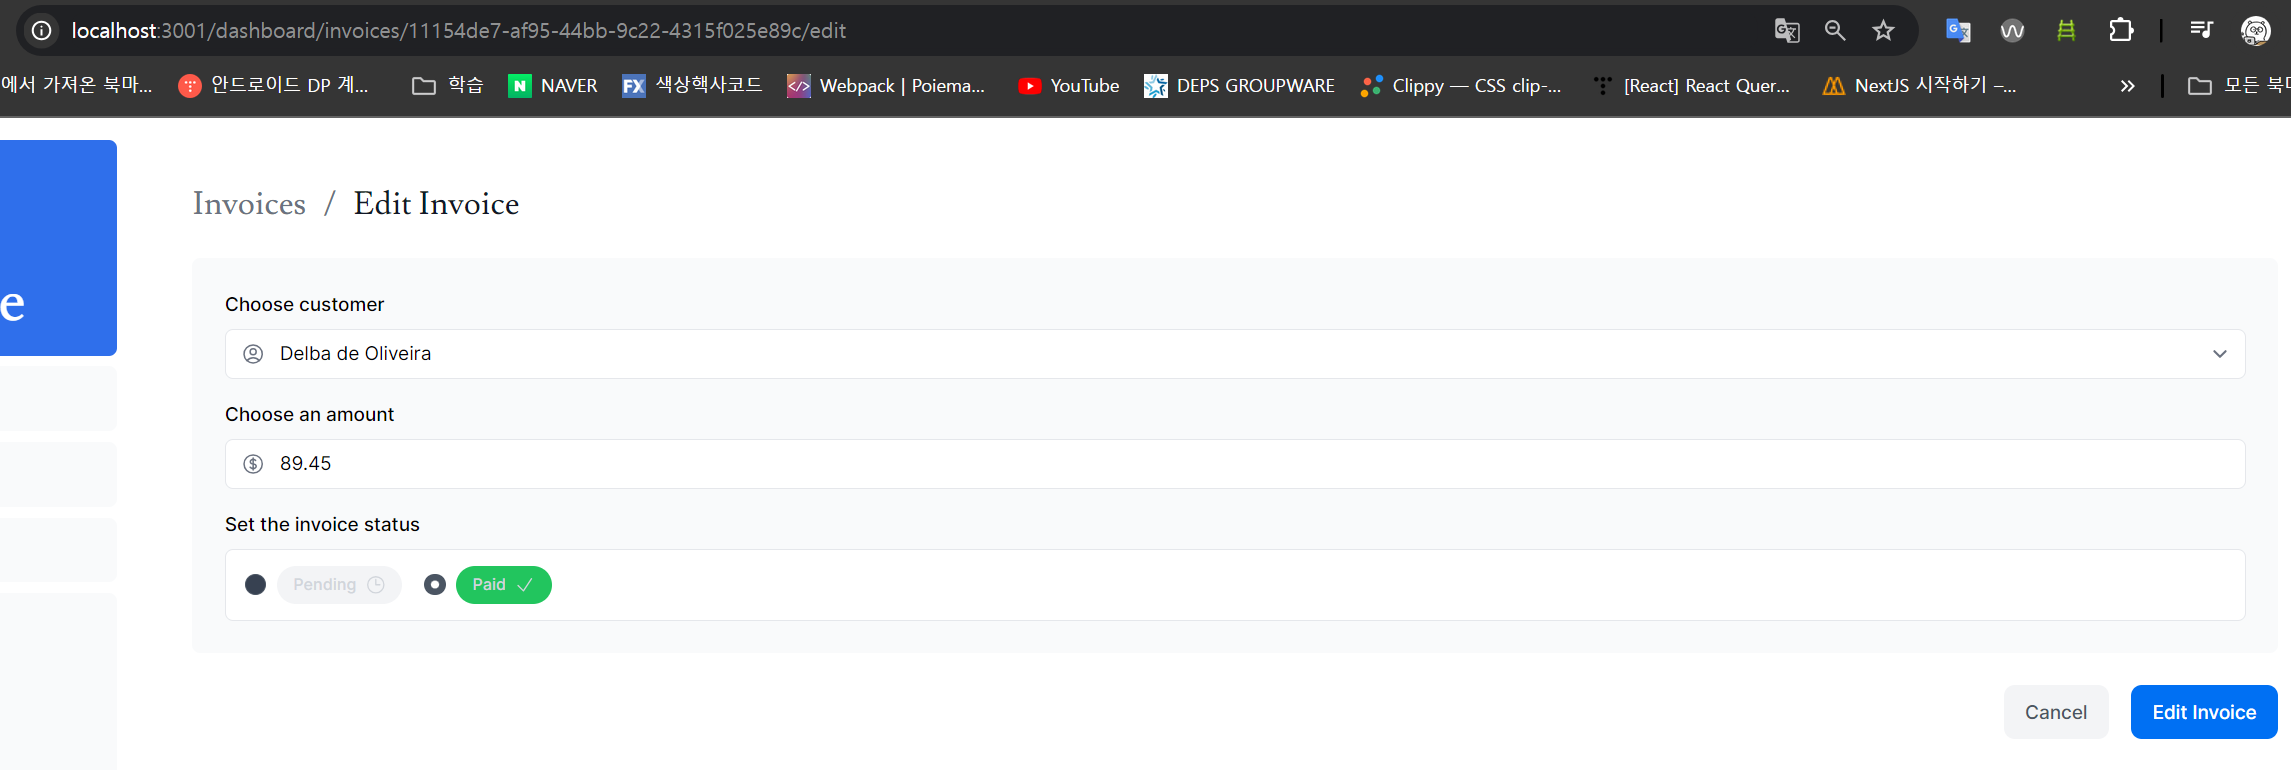 localhost:3001/dashboard/invoices/11154de7-af95-44bb-9c22-4315f025e89c/edit
에서 가져온 북마... 안드로이드 DP 계... 학습 NAVER FX 색상핵사코드 </> Webpack | Poiema... YouTube DEPS GROUPWARE Clippy — CSS clip-... [React] React Quer... NextJS 시작하기 –... » 모든 북마
e
Invoices / Edit Invoice
Choose customer
Delba de Oliveira
Choose an amount
$ 89.45
Set the invoice status
Pending Paid
Cancel Edit Invoice